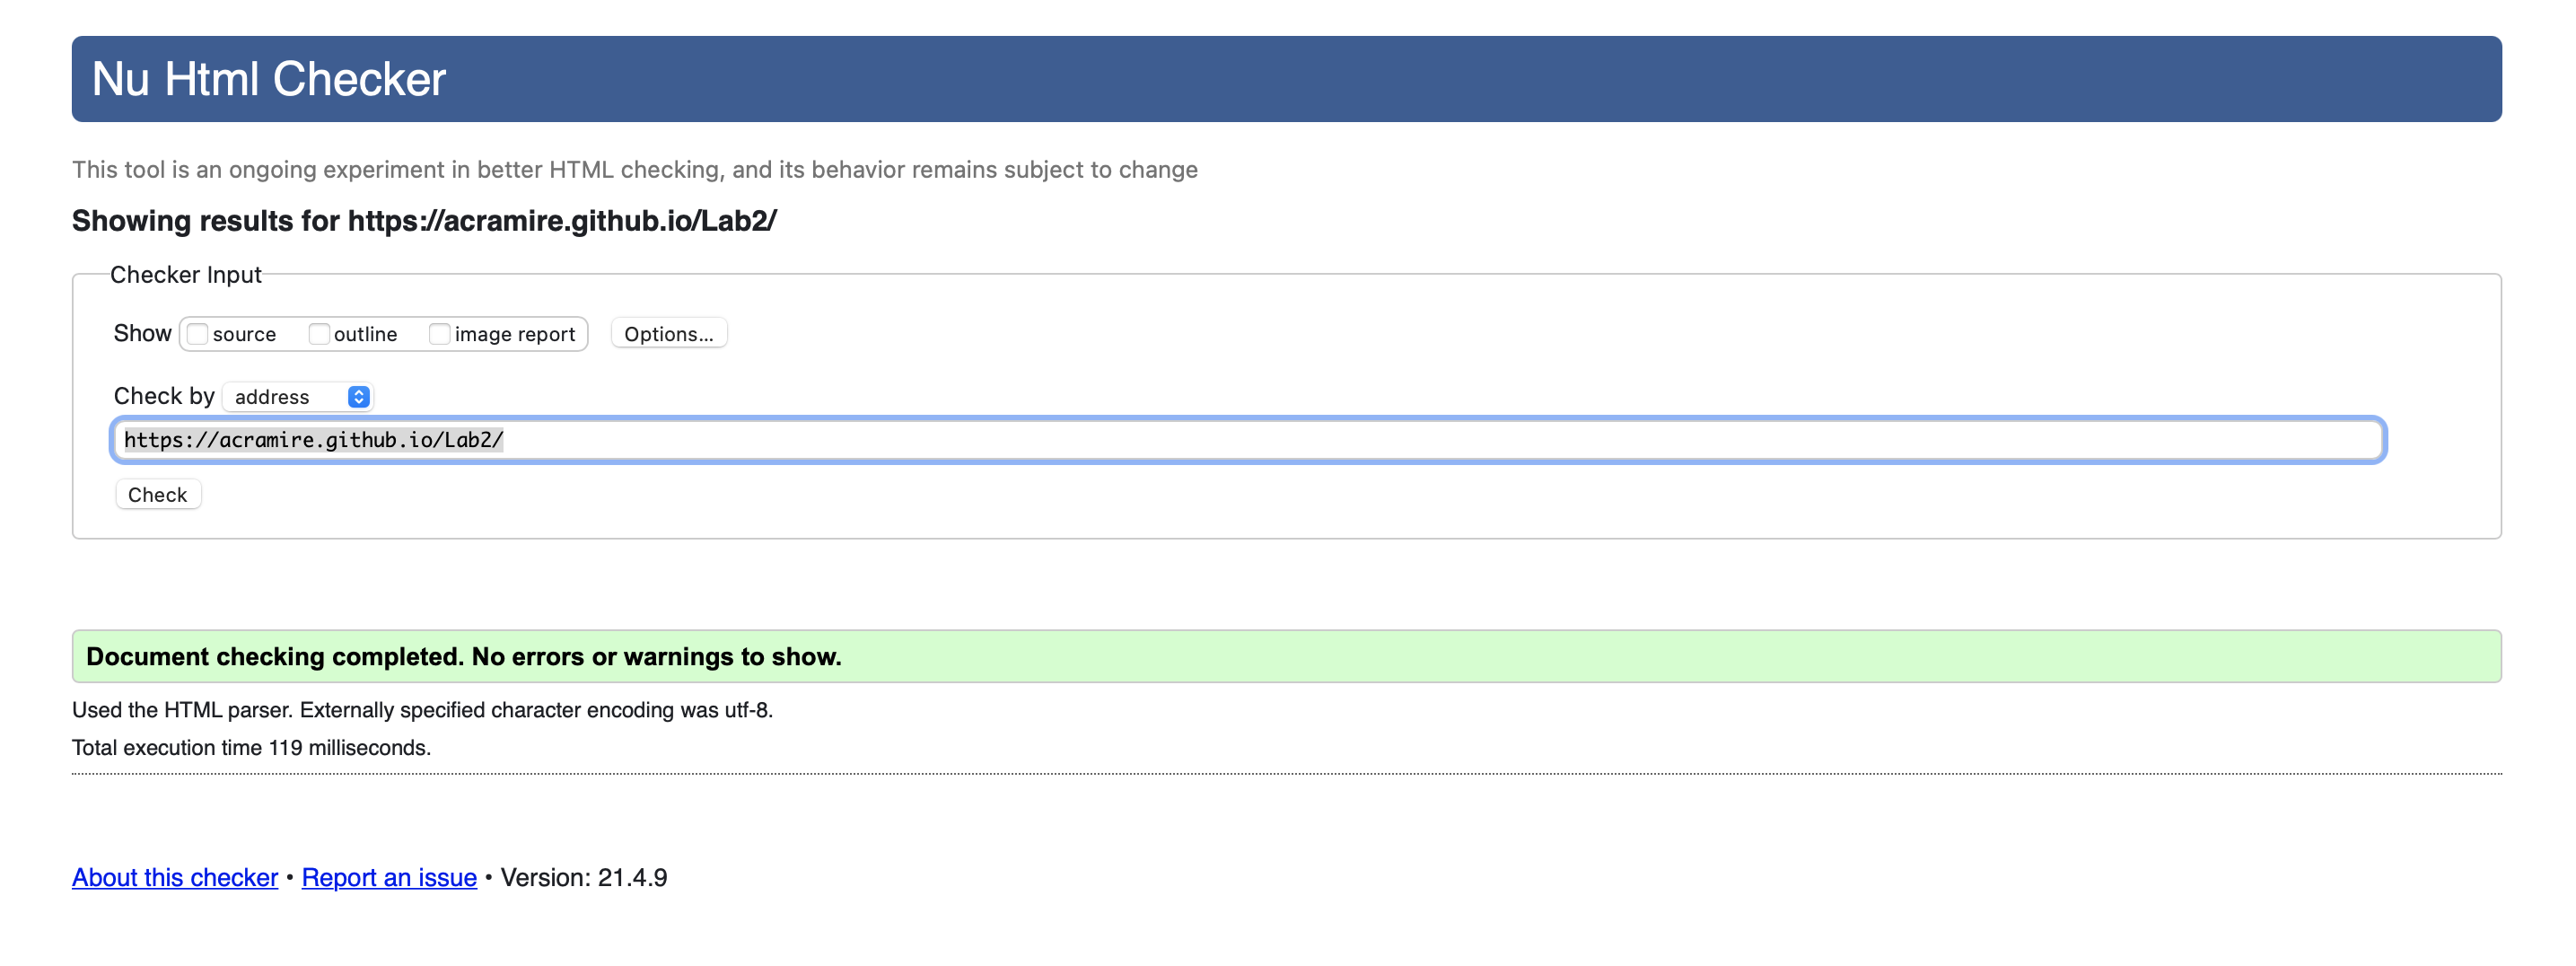 Nu Html Checker
This tool is an ongoing experiment in better HTML checking, and its behavior remains subject to change
Showing results for https://acramire.github.io/Lab2/
Checker Input
Show source outline image report Options...
Check by address
https://acramire.github.io/Lab2/
Check
Document checking completed. No errors or warnings to show.
Used the HTML parser. Externally specified character encoding was utf-8.
Total execution time 119 milliseconds.
About this checker • Report an issue • Version: 21.4.9